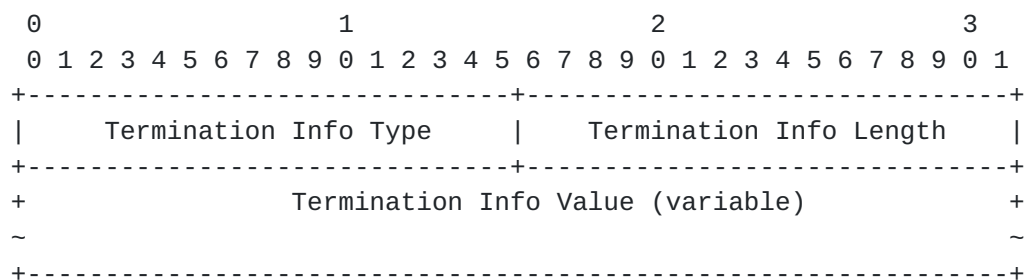 0                   1                   2                   3
 0 1 2 3 4 5 6 7 8 9 0 1 2 3 4 5 6 7 8 9 0 1 2 3 4 5 6 7 8 9 0 1
+-------------------------------+-------------------------------+
|     Termination Info Type     |    Termination Info Length    |
+-------------------------------+-------------------------------+
+                 Termination Info Value (variable)             +
~                                                               ~
+---------------------------------------------------------------+